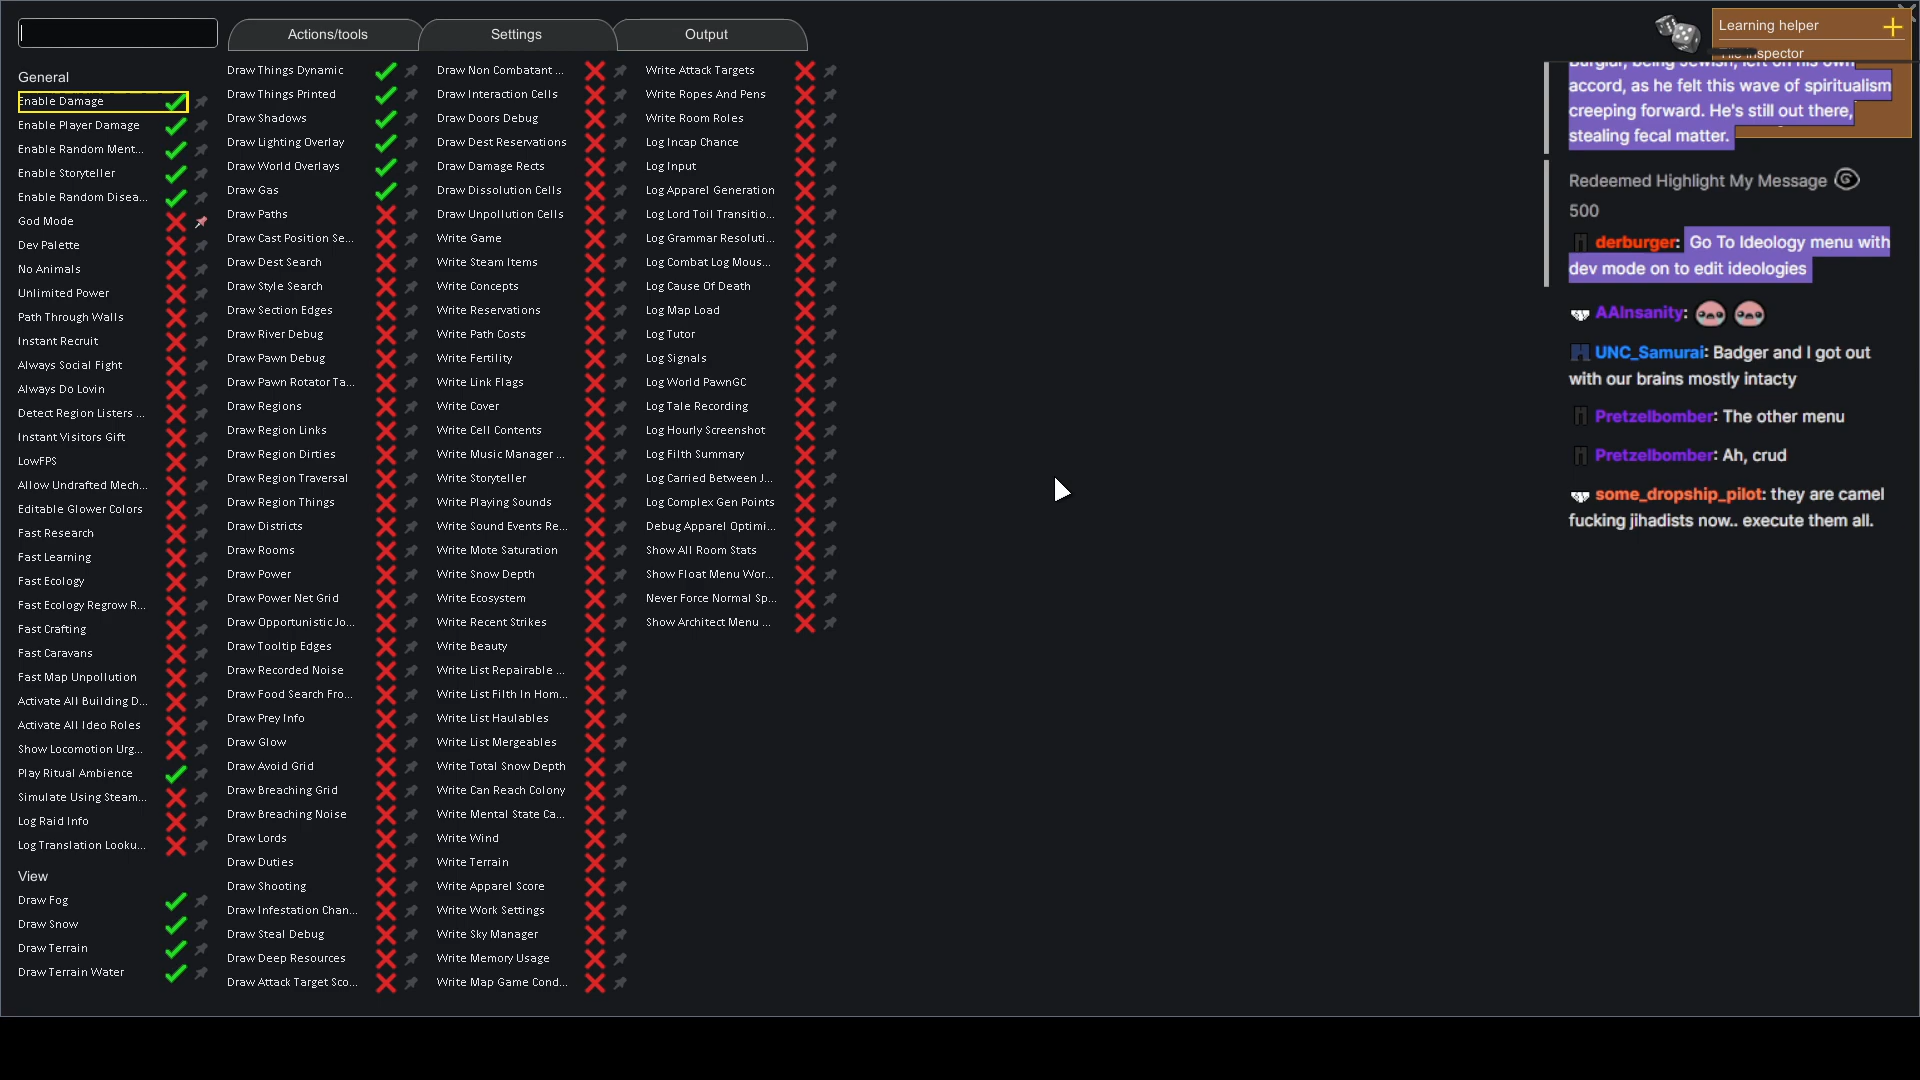 Actions/tools
Settings
Output
General
Enable Damage
Enable Player Damage
Enable Random Ment...
Enable Storyteller
Enable Random Disea...
God Mode
Dev Palette
No Animals
Unlimited Power
Path Through Walls
Instant Recruit
Always Social Fight
Always Do Lovin
Detect Region Listers ...
Instant Visitors Gift
LowFPS
Allow Undrafted Mech...
Editable Glower Colors
Fast Research
Fast Learning
Fast Ecology
Fast Ecology Regrow R...
Fast Crafting
Fast Caravans
Fast Map Unpollution
Activate All Building D...
Activate All Ideo Roles
Show Locomotion Urg...
Play Ritual Ambience
Simulate Using Steam...
Log Raid Info
Log Translation Looku...
View
Draw Fog
Draw Snow
Draw Terrain
Draw Terrain Water
Draw Things Dynamic
Draw Things Printed
Draw Shadows
Draw Lighting Overlay
Draw World Overlays
Draw Gas
Draw Paths
Draw Cast Position Se...
Draw Dest Search
Draw Style Search
Draw Section Edges
Draw River Debug
Draw Pawn Debug
Draw Pawn Rotator Ta...
Draw Regions
Draw Region Links
Draw Region Dirties
Draw Region Traversal
Draw Region Things
Draw Districts
Draw Rooms
Draw Power
Draw Power Net Grid
Draw Opportunistic Jo...
Draw Tooltip Edges
Draw Recorded Noise
Draw Food Search Fro...
Draw Prey Info
Draw Glow
Draw Avoid Grid
Draw Breaching Grid
Draw Breaching Noise
Draw Lords
Draw Duties
Draw Shooting
Draw Infestation Chan...
Draw Steal Debug
Draw Deep Resources
Draw Attack Target Sco...
Draw Non Combatant ...
Draw Interaction Cells
Draw Doors Debug
Draw Dest Reservations
Draw Damage Rects
Draw Dissolution Cells
Draw Unpollution Cells
Write Game
Write Steam Items
Write Concepts
Write Reservations
Write Path Costs
Write Fertility
Write Link Flags
Write Cover
Write Cell Contents
Write Music Manager ...
Write Storyteller
Write Playing Sounds
Write Sound Events Re...
Write Mote Saturation
Write Snow Depth
Write Ecosystem
Write Recent Strikes
Write Beauty
Write List Repairable ...
Write List Filth In Hom...
Write List Haulables
Write List Mergeables
Write Total Snow Depth
Write Can Reach Colony
Write Mental State Ca...
Write Wind
Write Terrain
Write Apparel Score
Write Work Settings
Write Sky Manager
Write Memory Usage
Write Map Game Cond...
Write Attack Targets
Write Ropes And Pens
Write Room Roles
Log Incap Chance
Log Input
Log Apparel Generation
Log Lord Toil Transitio...
Log Grammar Resoluti...
Log Combat Log Mous...
Log Cause Of Death
Log Map Load
Log Tutor
Log Signals
Log World PawnGC
Log Tale Recording
Log Hourly Screenshot
Log Filth Summary
Log Carried Between J...
Log Complex Gen Points
Debug Apparel Optimi...
Show All Room Stats
Show Float Menu Wor...
Never Force Normal Sp...
Show Architect Menu ...
Learning helper
Tile inspector
Burglar, being Jewish, left on his own
accord, as he felt this wave of spiritualism
creeping forward. He's still out there,
stealing fecal matter.
Redeemed Highlight My Message
500
derburger: Go To Ideology menu with
dev mode on to edit ideologies
AAInsanity:
UNC_Samurai: Badger and I got out
with our brains mostly intacty
Pretzelbomber: The other menu
Pretzelbomber: Ah, crud
some_dropship_pilot: they are camel
fucking jihadists now.. execute them all.